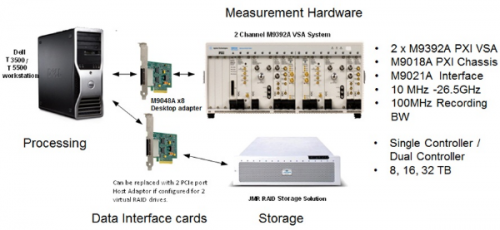 Measurement Hardware
2 Channel M9392A VSA System
Dell
T 3500 /
T 5500
workstation
M9048A x8
Desktop adapter
• 2 x M9392A PXI VSA
• M9018A PXI Chassis
• M9021A Interface
• 10 MHz -26.5GHz
• 100MHz Recording
BW
Processing
• Single Controller /
Dual Controller
• 8, 16, 32 TB
Can be replaced with 2 PCIe port
Host Adaptor if configured for 2
virtual RAID drives.
JMR RAID Storage Solution
Data Interface cards
Storage